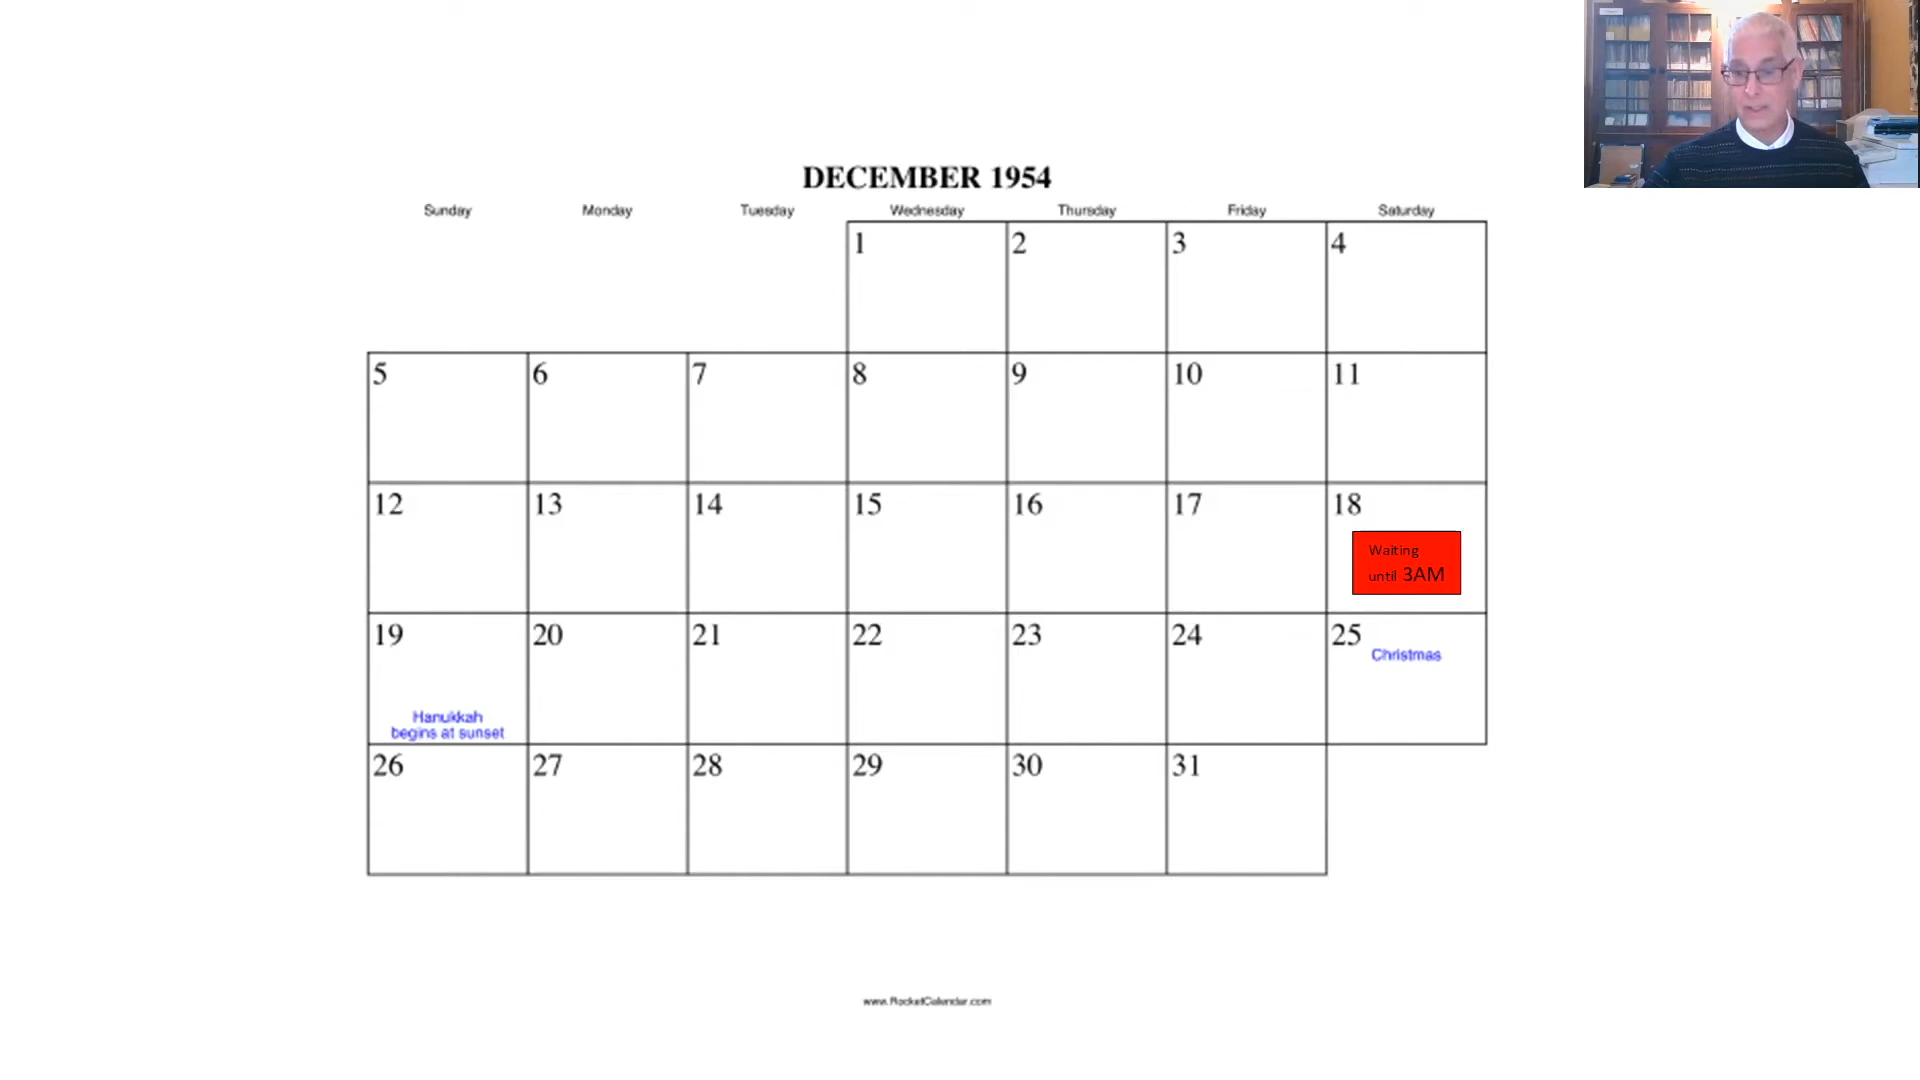 DECEMBER 1954
Sunday Monday Tuesday Wednesday Thursday Friday Saturday
1 2 3 4
5 6 7 8 9 10 11
12 13 14 15 16 17 18
Waiting
until 3AM
19 20 21 22 23 24 25
Christmas
Hanukkah
begins at sunset
26 27 28 29 30 31
www.RocketCalendar.com